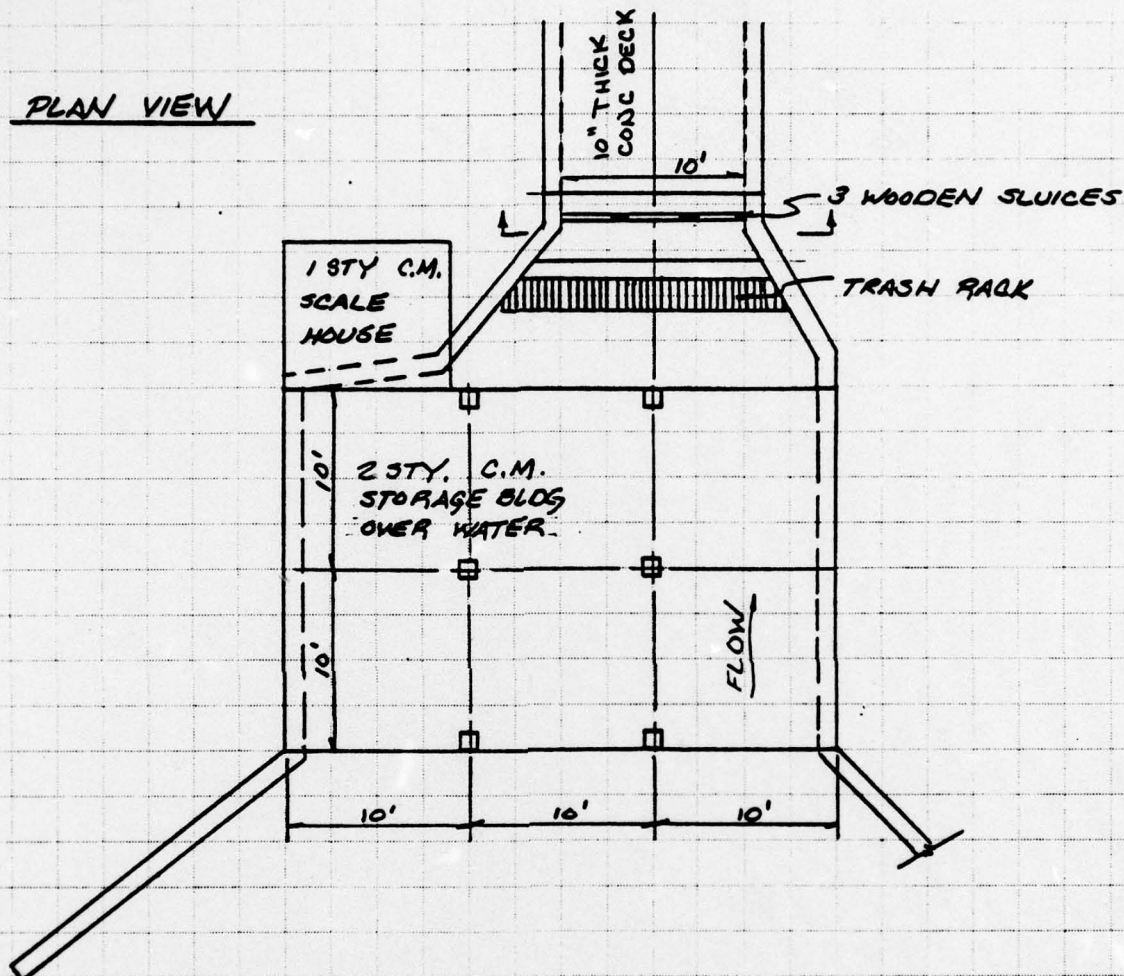 PLAN VIEW
10" THICK
CONC DECK
10'
3 WOODEN SLUICES
1 STY C.M.
SCALE
HOUSE
TRASH RACK
10'
2 STY. C.M.
STORAGE BLDG
OVER WATER
10'
FLOW
10'
10'
10'